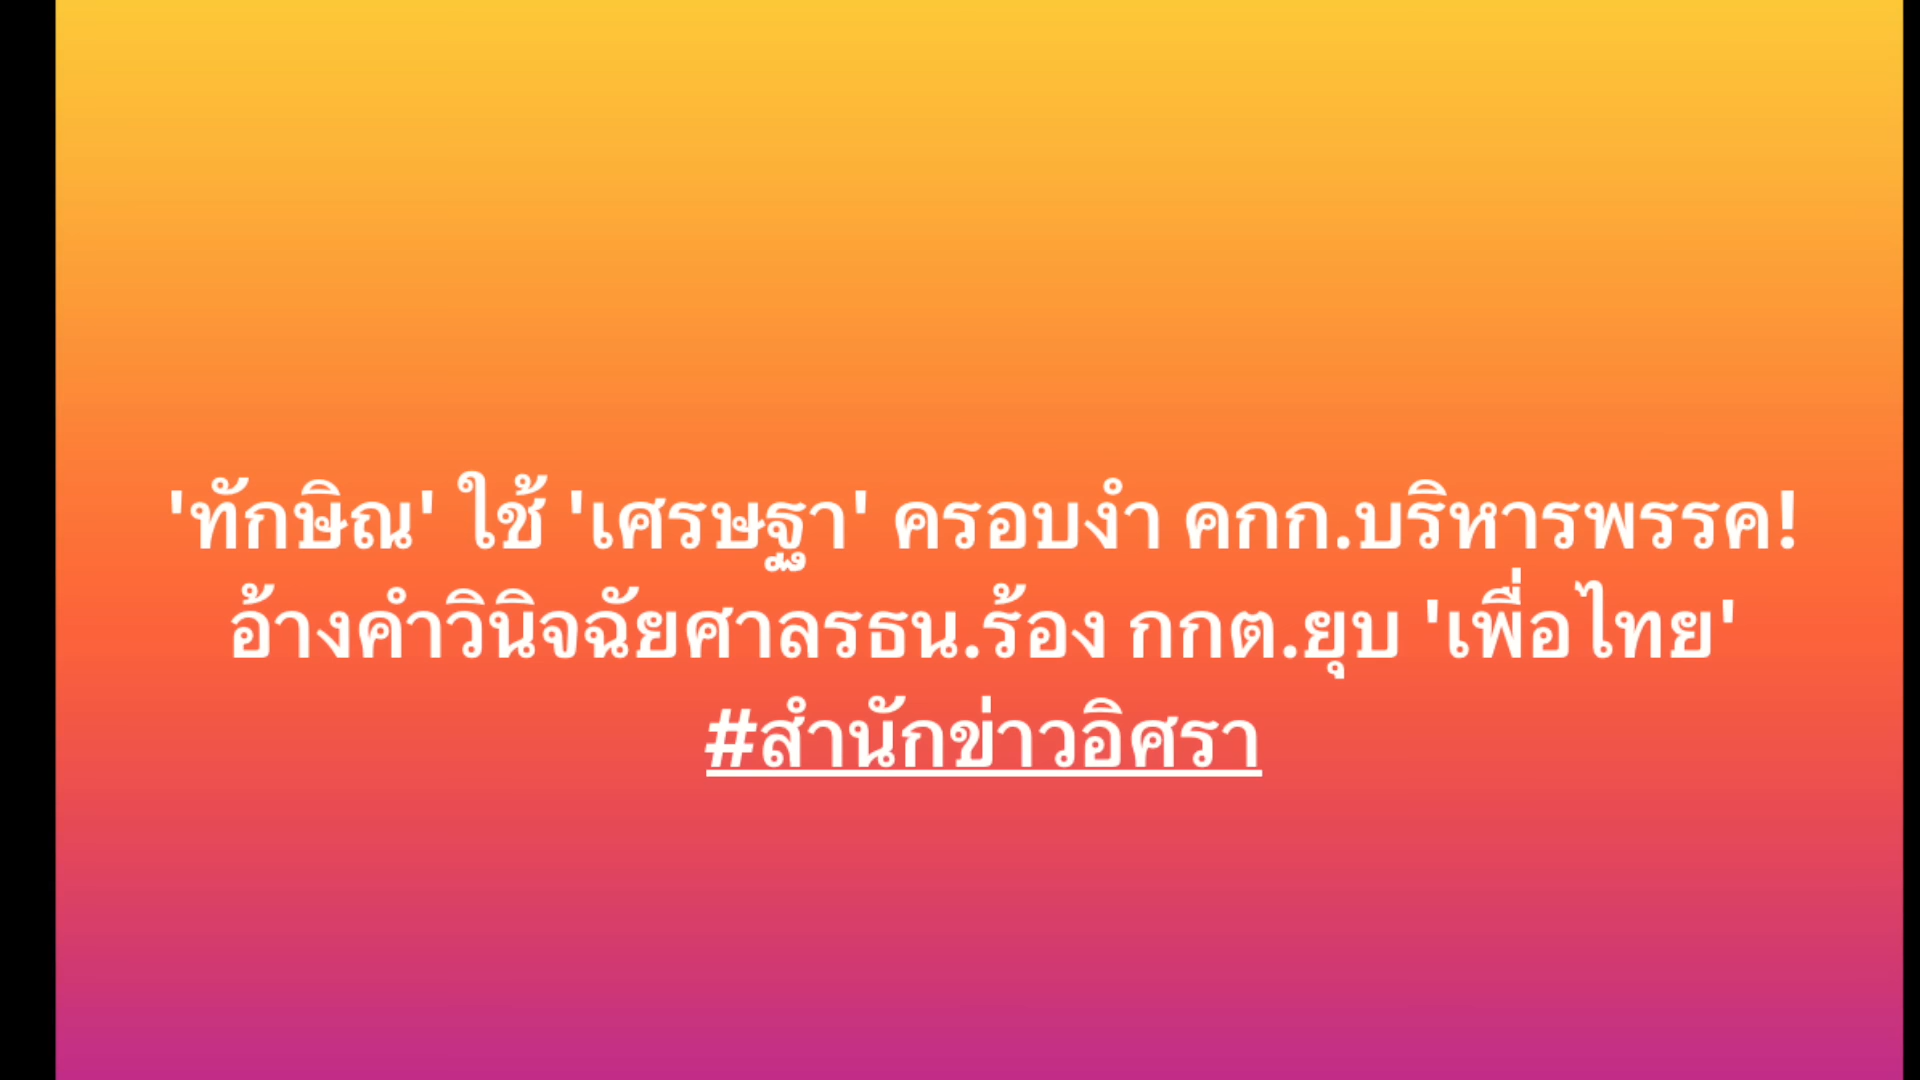 'ทักษิณ' ใช้ 'เศรษฐา' ครอบงำ คกก.บริหารพรรค!
อ้างคำวินิจฉัยศาลรธน.ร้อง กกต.ยุบ 'เพื่อไทย'
#สำนักข่าวอิศรา